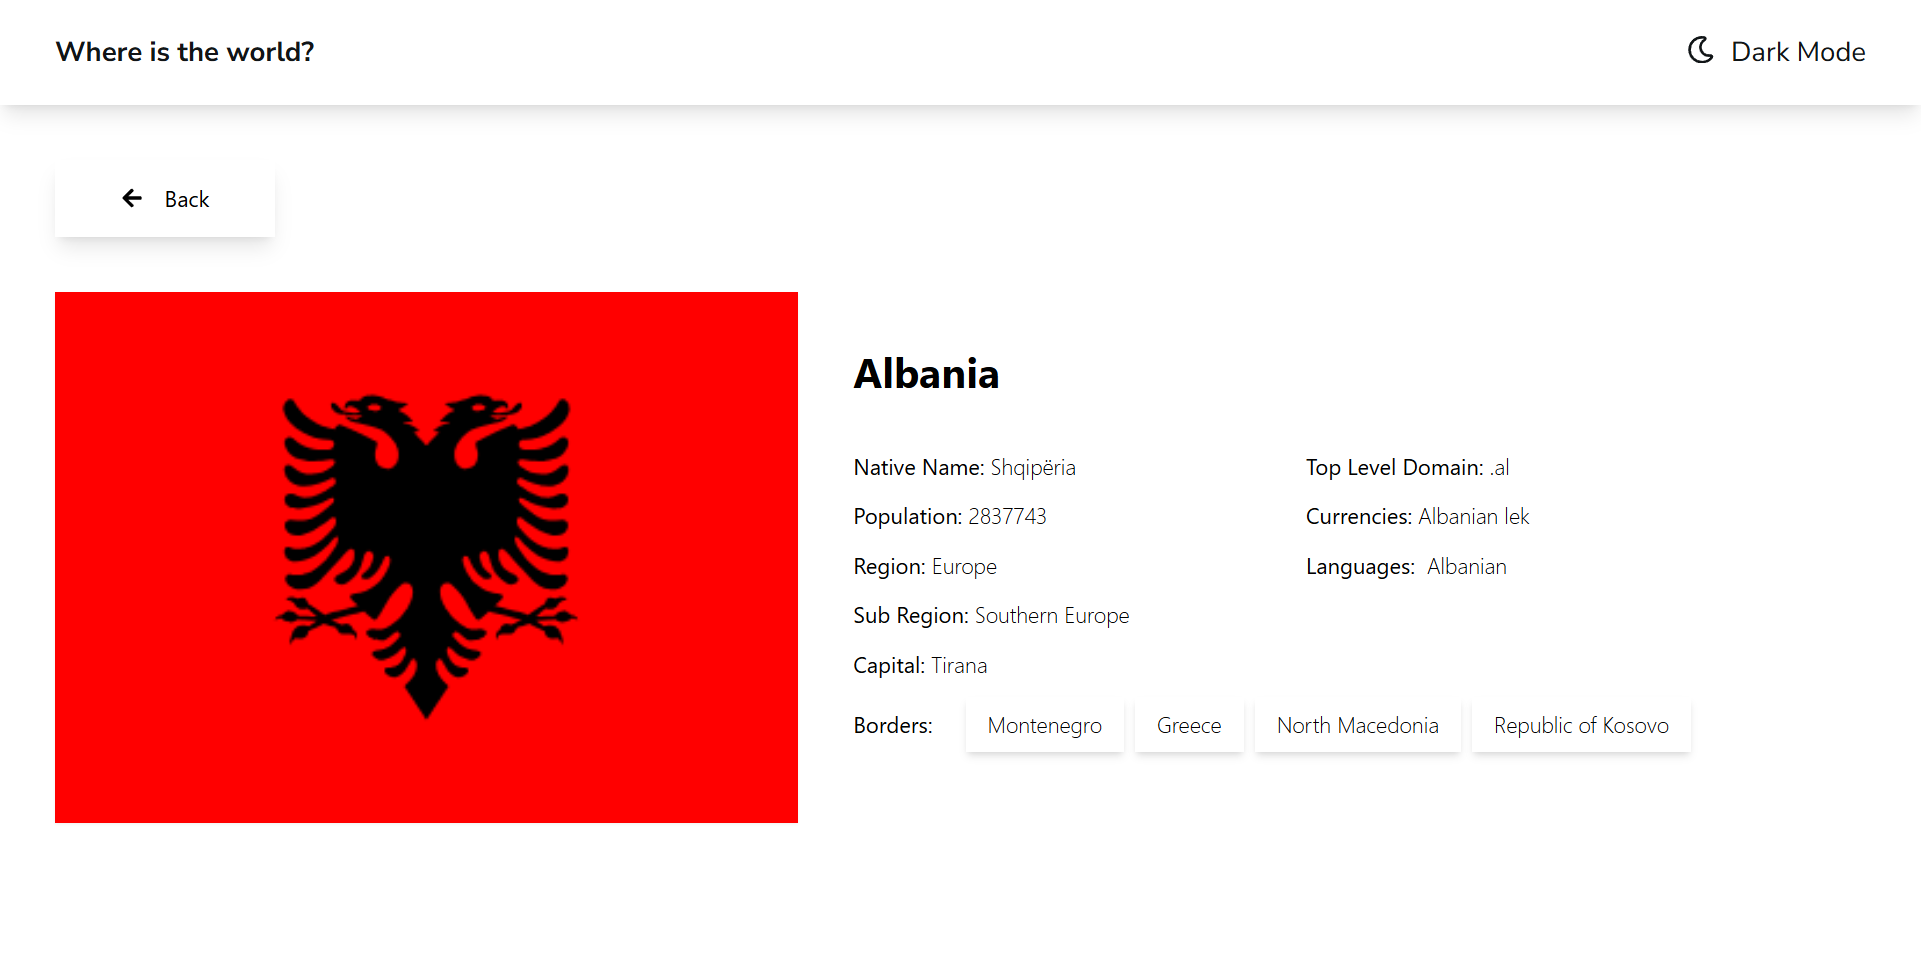 Where is the world?
Dark Mode
Back
Albania
Native Name: Shqipëria
Population: 2837743
Region: Europe
Sub Region: Southern Europe
Capital: Tirana
Top Level Domain: .al
Currencies: Albanian lek
Languages: Albanian
Borders: Montenegro Greece North Macedonia Republic of Kosovo